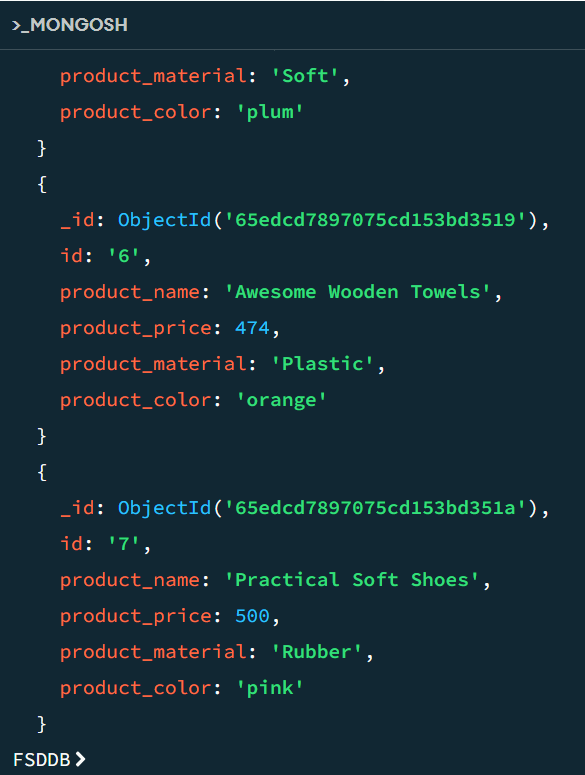 >_MONGOSH
product_material: 'Soft',
product_color: 'plum'
}
{
_id: ObjectId('65edcd7897075cd153bd3519'),
id: '6',
product_name: 'Awesome Wooden Towels',
product_price: 474,
product_material: 'Plastic',
product_color: 'orange'
}
{
_id: ObjectId('65edcd7897075cd153bd351a'),
id: '7',
product_name: 'Practical Soft Shoes',
product_price: 500,
product_material: 'Rubber',
product_color: 'pink'
}
FSDDB>